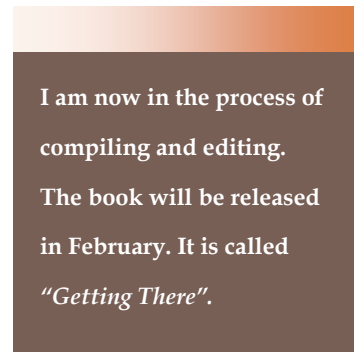 I am now in the process of
compiling and editing.
The book will be released
in February. It is called
“Getting There”.